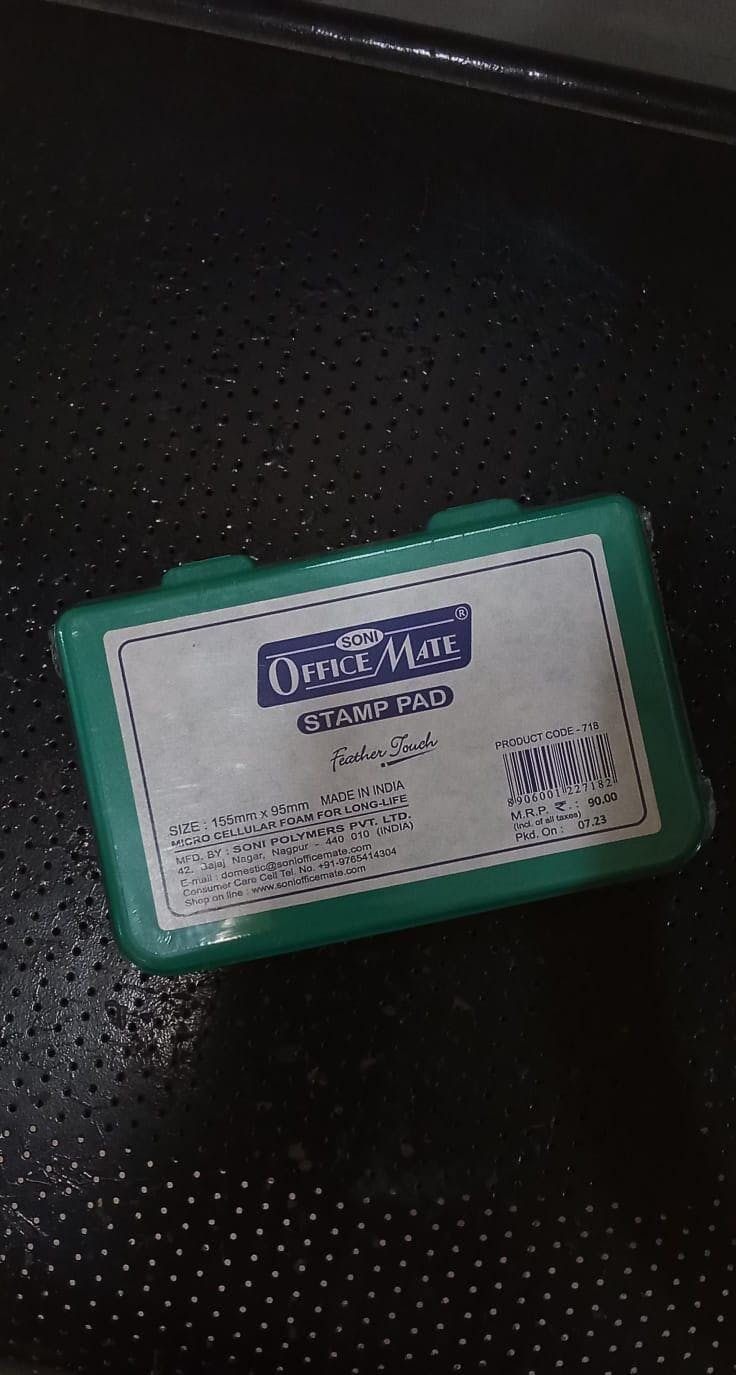 SONI
OFFICE MATE ®
STAMP PAD
Feather Touch
PRODUCT CODE - 718
8 906001 227182
M.R.P. ₹ : 90.00
(Incl. of all taxes)
Pkd. On : 07.23
SIZE : 155mm x 95mm MADE IN INDIA
MICRO CELLULAR FOAM FOR LONG-LIFE
MFD. BY : SONI POLYMERS PVT. LTD.
42, Bajaj Nagar, Nagpur - 440 010 (INDIA)
E-mail : domestic@soniofficemate.com
Consumer Care Cell Tel. No. +91-9765414304
Shop on line : www.soniofficemate.com